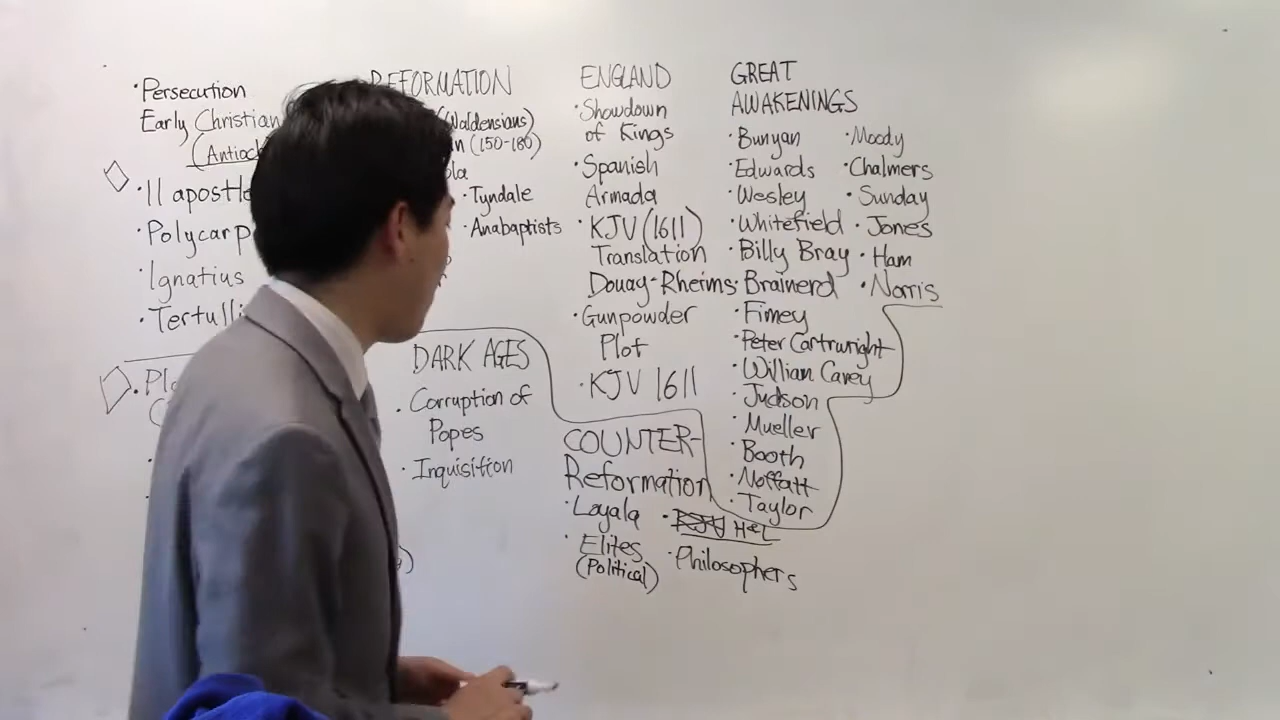 ·Persecution
Early Christian
(Antioch
·11 apostle
·Polycarp
·Ignatius
·Tertulli
REFORMATION
(Waldensians)
(150-180)
·Tyndale
·Anabaptists
DARK AGES
·Corruption of
Popes
·Inquisition
ENGLAND
·Showdown
of Kings
·Spanish
Armada
·KJV (1611)
Translation
Douay-Rheims
·Gunpowder
Plot
·KJV 1611
COUNTER-
Reformation
·Loyala
·Elites
(Political)
·H&L
·Philosophers
GREAT
AWAKENINGS
·Bunyan
·Edwards
·Wesley
·Whitefield
·Billy Bray
·Brainerd
·Finney
·Peter Cartwright
·William Carey
·Judson
·Mueller
·Booth
·Moffatt
·Taylor
·Moody
·Chalmers
·Sunday
·Jones
·Ham
·Norris